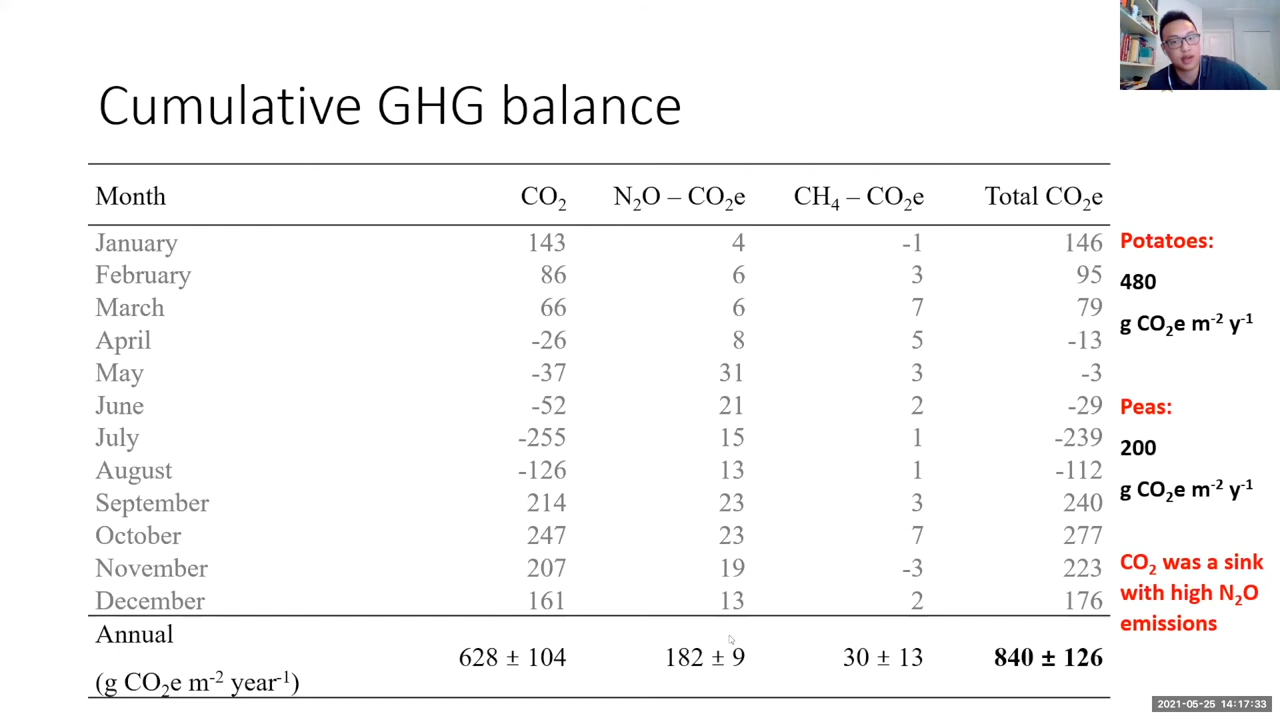 Cumulative GHG balance
Month CO₂ N₂O – CO₂e CH₄ – CO₂e Total CO₂e
January 143 4 -1 146
February 86 6 3 95
March 66 6 7 79
April -26 8 5 -13
May -37 31 3 -3
June -52 21 2 -29
July -255 15 1 -239
August -126 13 1 -112
September 214 23 3 240
October 247 23 7 277
November 207 19 -3 223
December 161 13 2 176
Annual
(g CO₂e m⁻² year⁻¹) 628 ± 104 182 ± 9 30 ± 13 840 ± 126
Potatoes:
480
g CO₂e m⁻² y⁻¹
Peas:
200
g CO₂e m⁻² y⁻¹
CO₂ was a sink
with high N₂O
emissions
2021-05-25 14:17:33